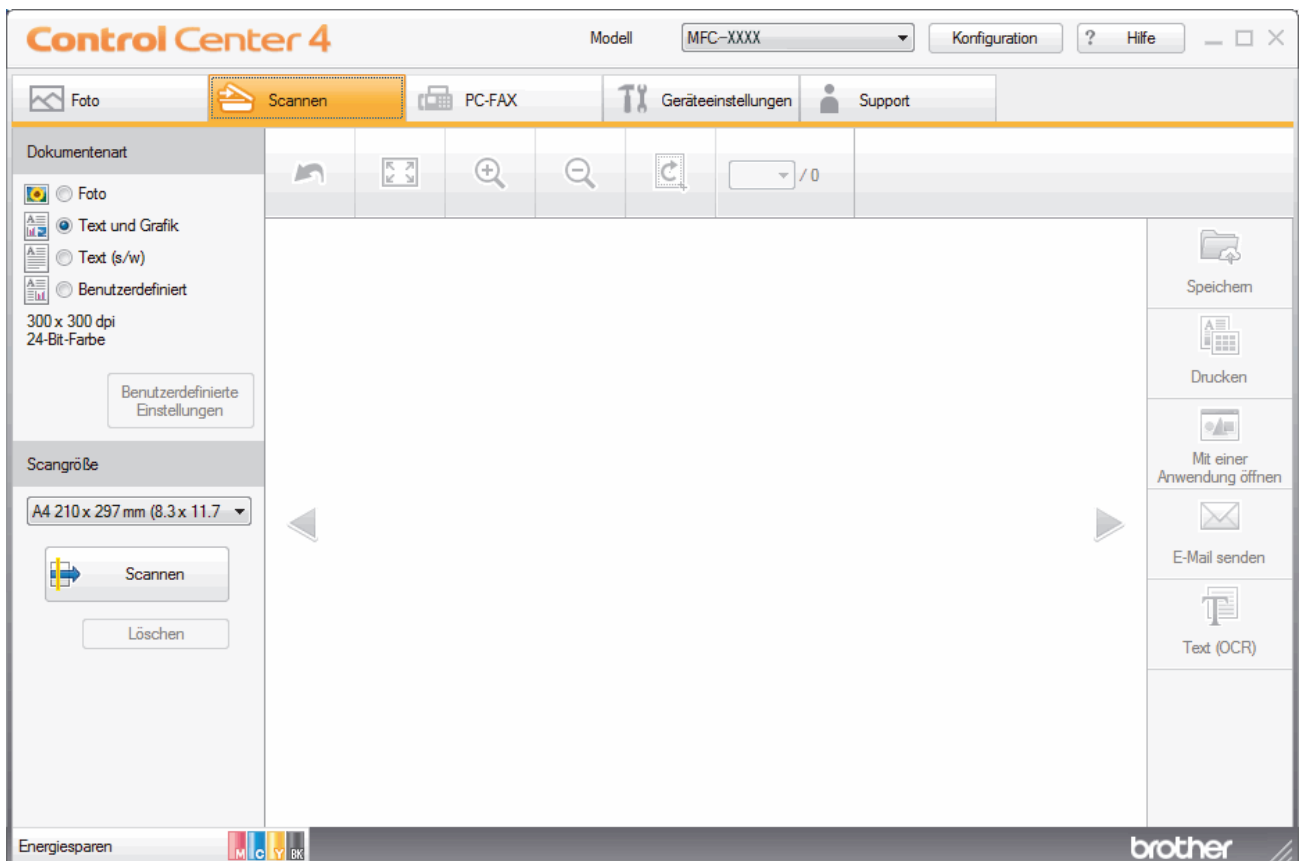 Control Center 4
Modell MFC-XXXX Konfiguration ? Hilfe
Foto Scannen PC-FAX Geräteeinstellungen Support
Dokumentenart
/ 0
Foto
Text und Grafik
Text (s/w)
Benutzerdefiniert
300 x 300 dpi
24-Bit-Farbe
Benutzerdefinierte
Einstellungen
Scangröße
A4 210 x 297 mm (8.3 x 11.7
Scannen
Löschen
Speichern
Drucken
Mit einer
Anwendung öffnen
E-Mail senden
Text (OCR)
Energiesparen
M C Y BK
brother